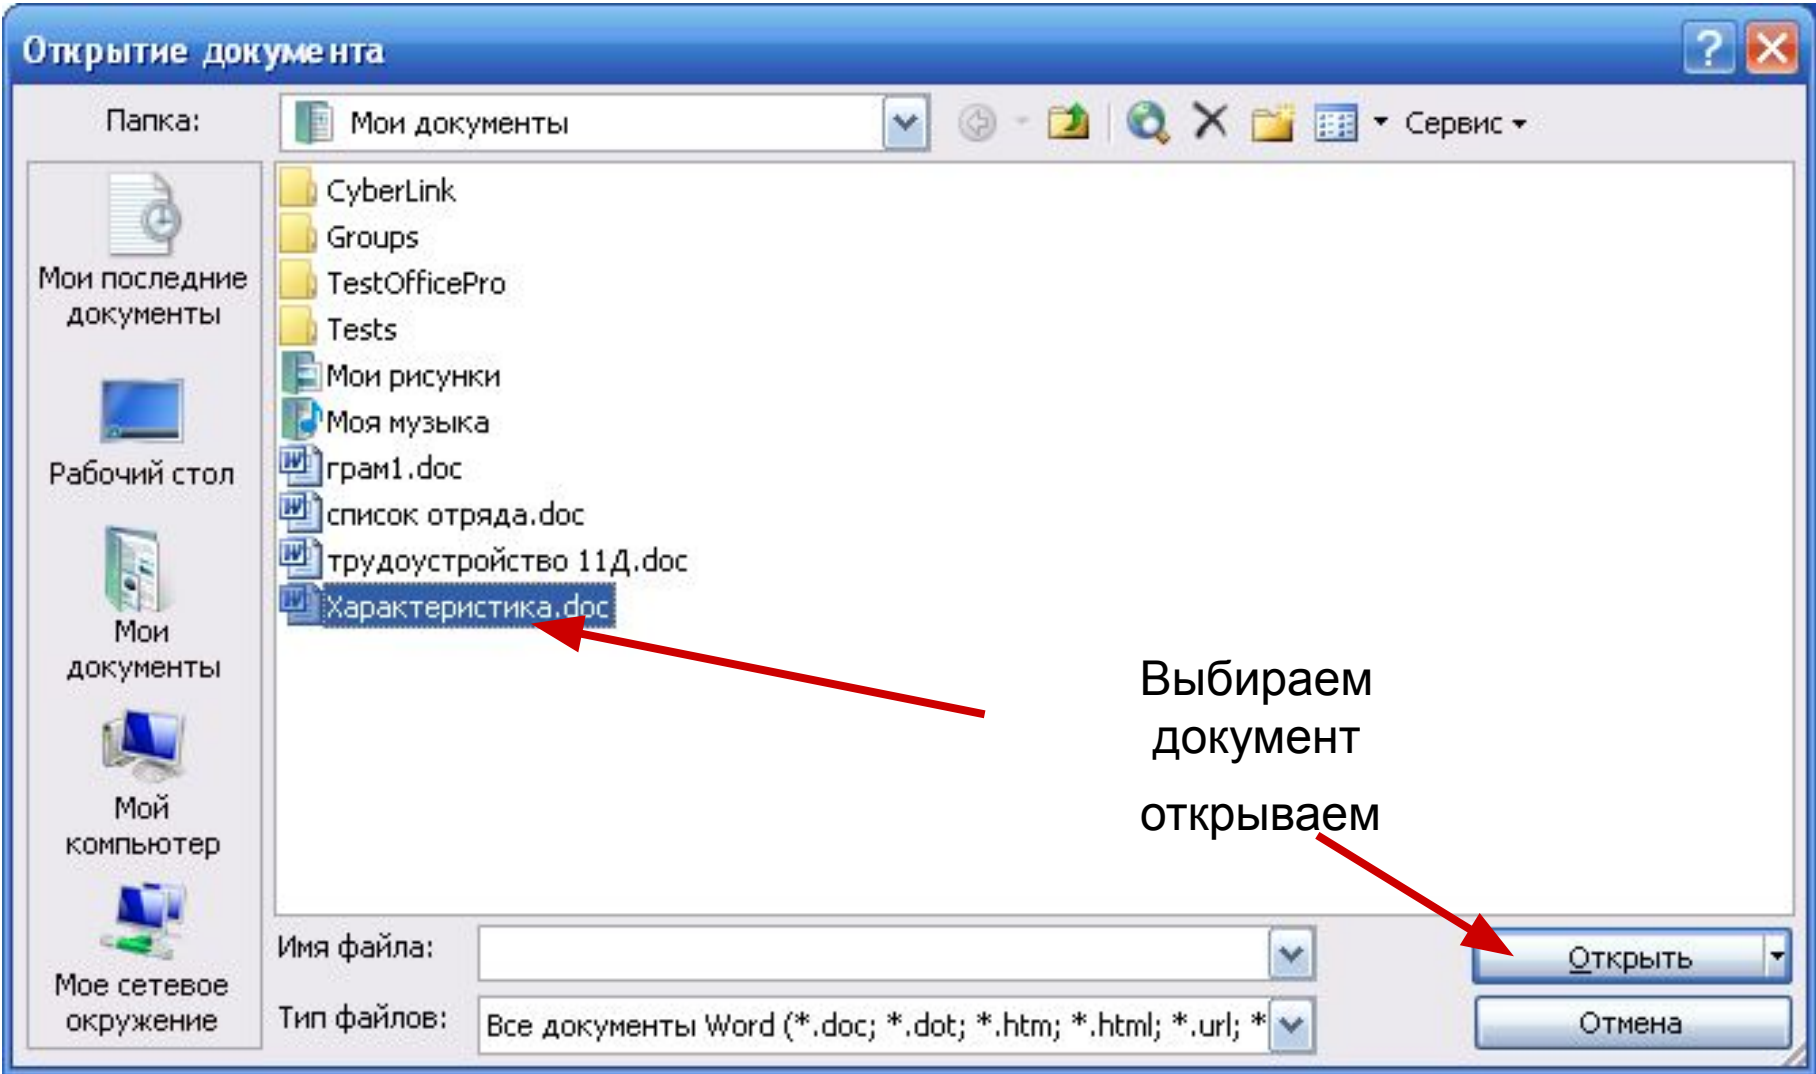 Открытие документа
Папка:
Мои документы
Сервис
Мои последние
документы
Рабочий стол
Мои
документы
Мой
компьютер
Мое сетевое
окружение
CyberLink
Groups
TestOfficePro
Tests
Мои рисунки
Моя музыка
грам1.doc
список отряда.doc
трудоустройство 11Д.doc
Характеристика.doc
Выбираем
документ
открываем
Имя файла:
Открыть
Тип файлов:
Все документы Word (*.doc; *.dot; *.htm; *.html; *.url; *
Отмена